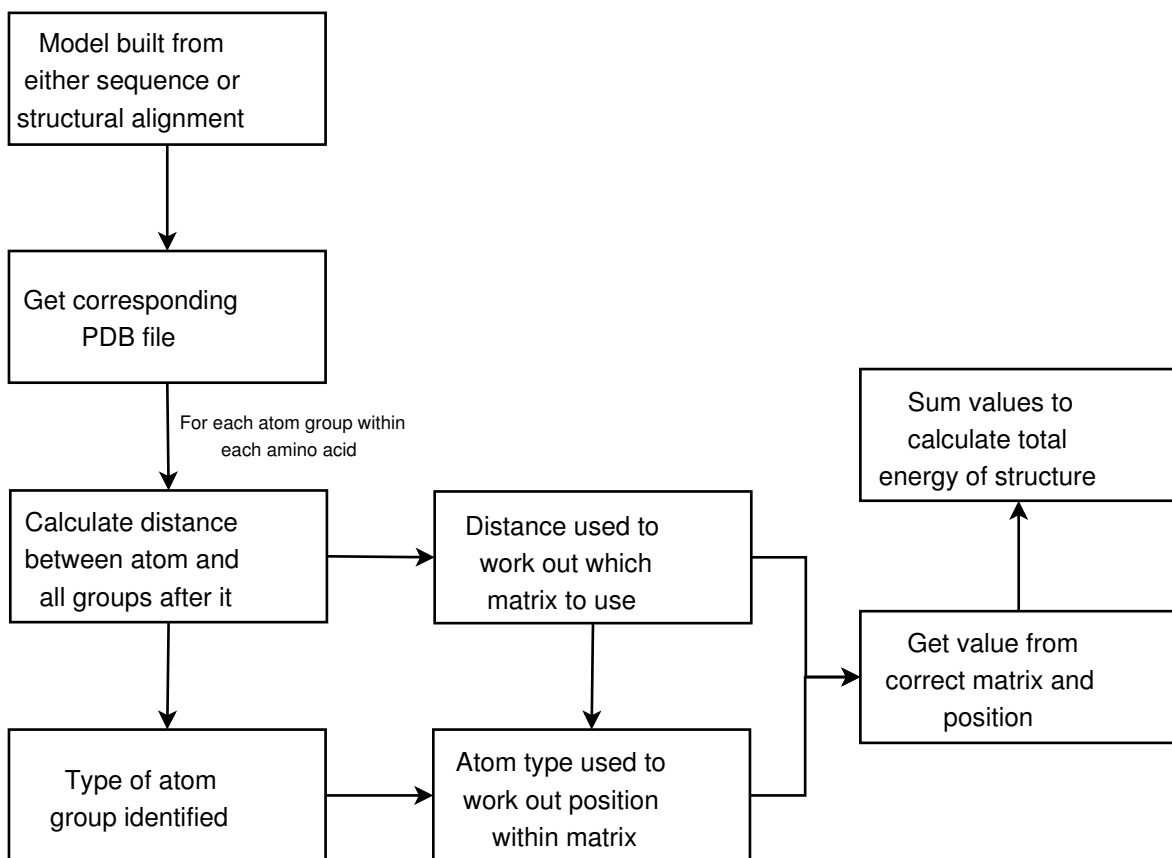 Model built from
either sequence or
structural alignment
Get corresponding
PDB file
For each atom group within
each amino acid
Calculate distance
between atom and
all groups after it
Distance used to
work out which
matrix to use
Sum values to
calculate total
energy of structure
Get value from
correct matrix and
position
Type of atom
group identified
Atom type used to
work out position
within matrix